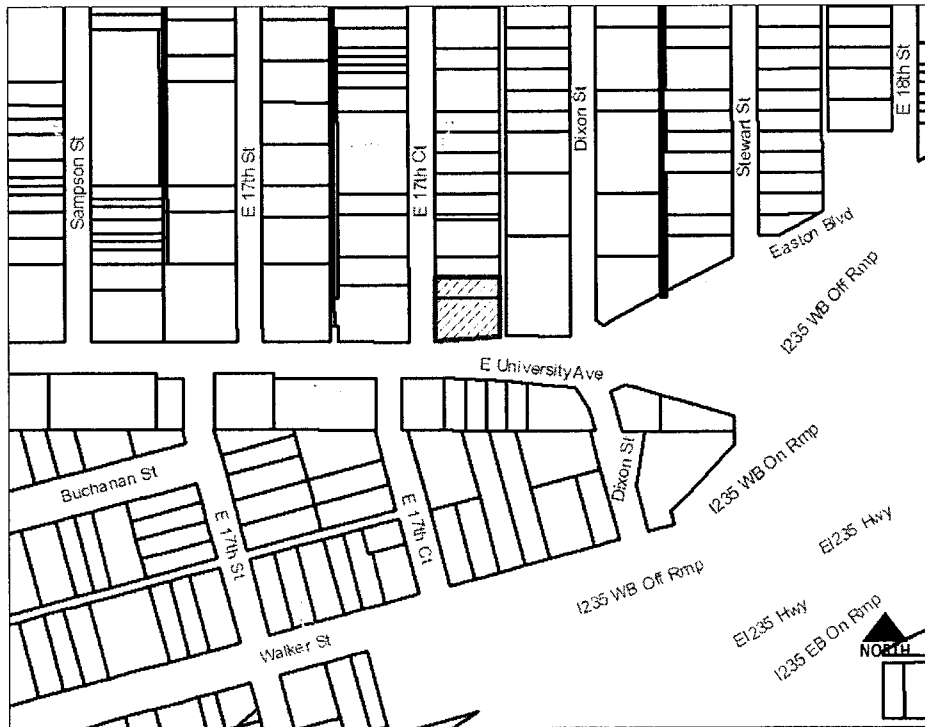 Sampson St
E 17th St
E 17th Ct
Dixon St
Stewart St
E 18th St
Easton Blvd
I235 WB Off Rmp
E University Ave
Buchanan St
E 17th St
E 17th Ct
Dixon St
I235 WB On Rmp
EI235 Hwy
I235 WB Off Rmp
EI235 Hwy
I235 EB On Rmp
Walker St
NORTH